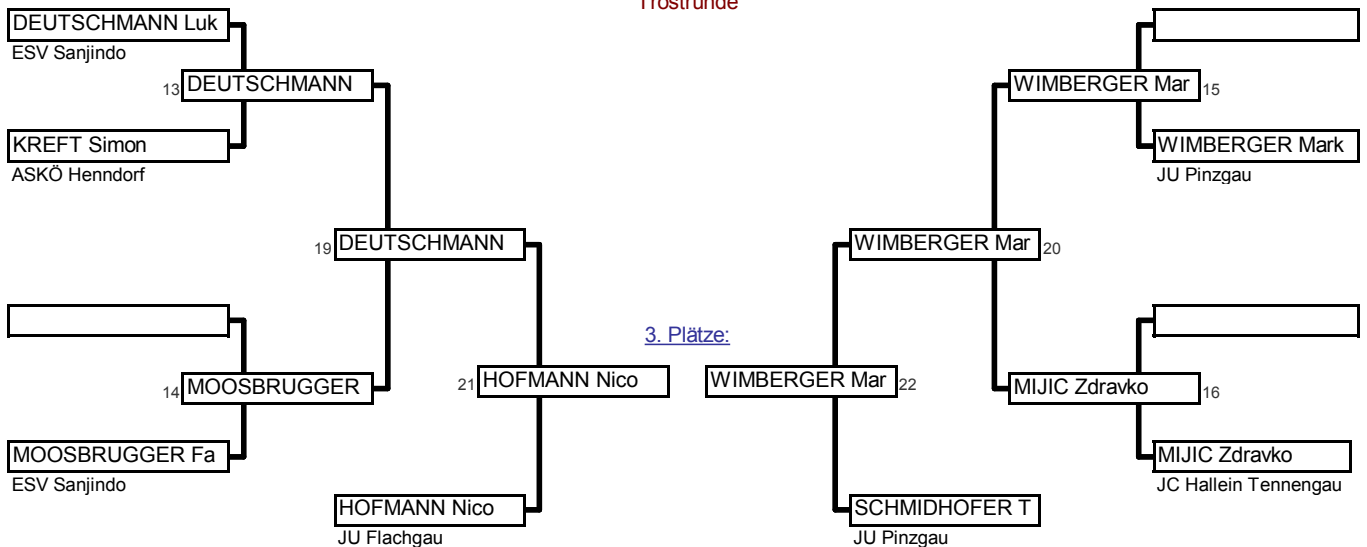 Trostrunde
DEUTSCHMANN Luk
ESV Sanjindo
13 DEUTSCHMANN
WIMBERGER Mar 15
KREFT Simon
ASKÖ Henndorf
WIMBERGER Mark
JU Pinzgau
19 DEUTSCHMANN
WIMBERGER Mar 20
3. Plätze:
14 MOOSBRUGGER
21 HOFMANN Nico
WIMBERGER Mar 22
MIJIC Zdravko 16
MOOSBRUGGER Fa
ESV Sanjindo
MIJIC Zdravko
JC Hallein Tennengau
HOFMANN Nico
JU Flachgau
SCHMIDHOFER T
JU Pinzgau